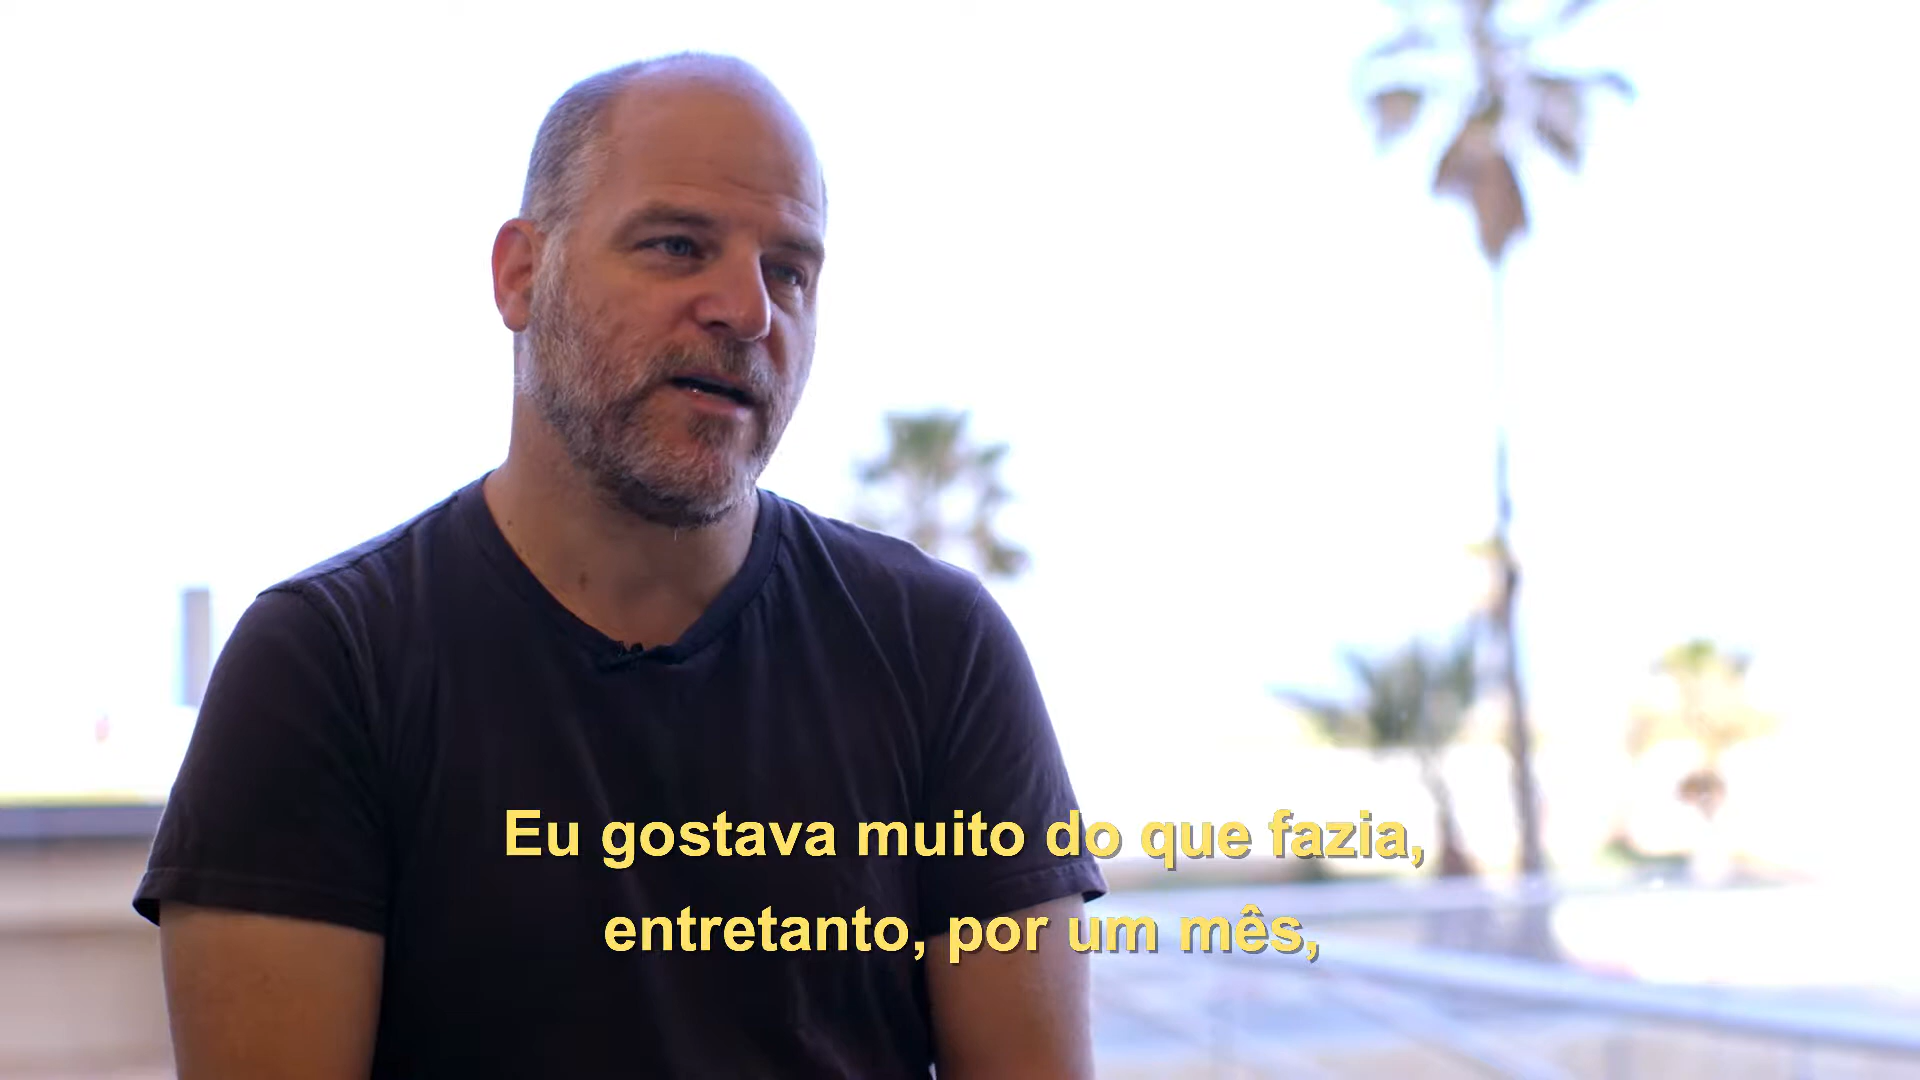 Eu gostava muito do que fazia,
entretanto, por um mês,